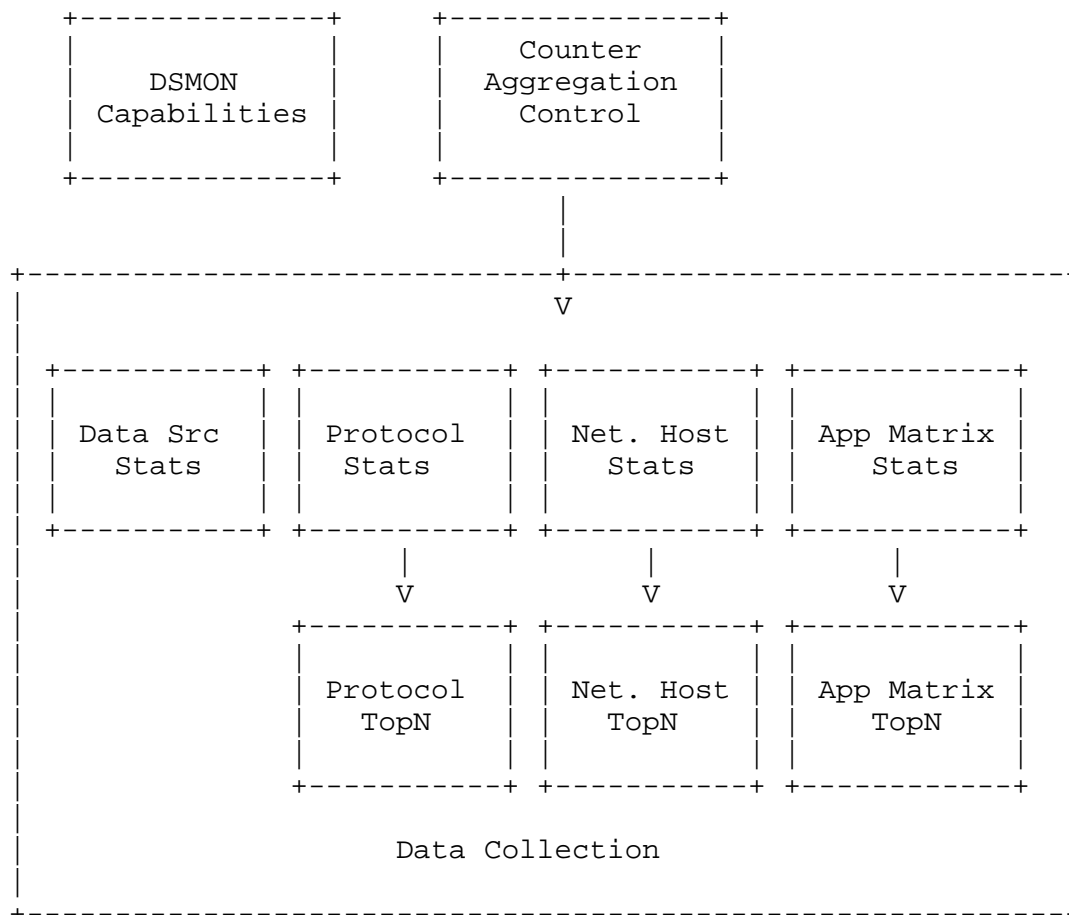 Counter
DSMON Aggregation
Capabilities Control
V
Data Src Protocol Net. Host App Matrix
Stats Stats Stats Stats
V V V
Protocol Net. Host App Matrix
TopN TopN TopN
Data Collection